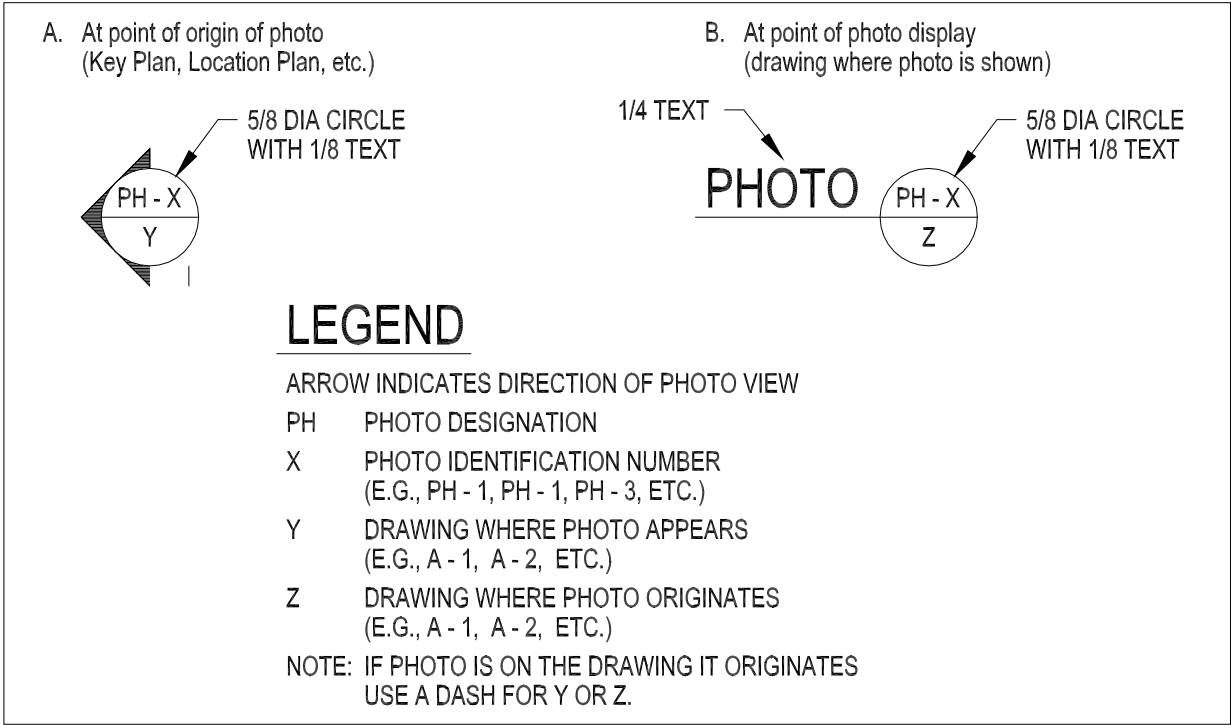 A. At point of origin of photo
(Key Plan, Location Plan, etc.)
5/8 DIA CIRCLE
WITH 1/8 TEXT
PH - X
Y
B. At point of photo display
(drawing where photo is shown)
1/4 TEXT
5/8 DIA CIRCLE
WITH 1/8 TEXT
PHOTO
PH - X
Z
LEGEND
ARROW INDICATES DIRECTION OF PHOTO VIEW
PH PHOTO DESIGNATION
X PHOTO IDENTIFICATION NUMBER
(E.G., PH - 1, PH - 1, PH - 3, ETC.)
Y DRAWING WHERE PHOTO APPEARS
(E.G., A - 1, A - 2, ETC.)
Z DRAWING WHERE PHOTO ORIGINATES
(E.G., A - 1, A - 2, ETC.)
NOTE: IF PHOTO IS ON THE DRAWING IT ORIGINATES
USE A DASH FOR Y OR Z.